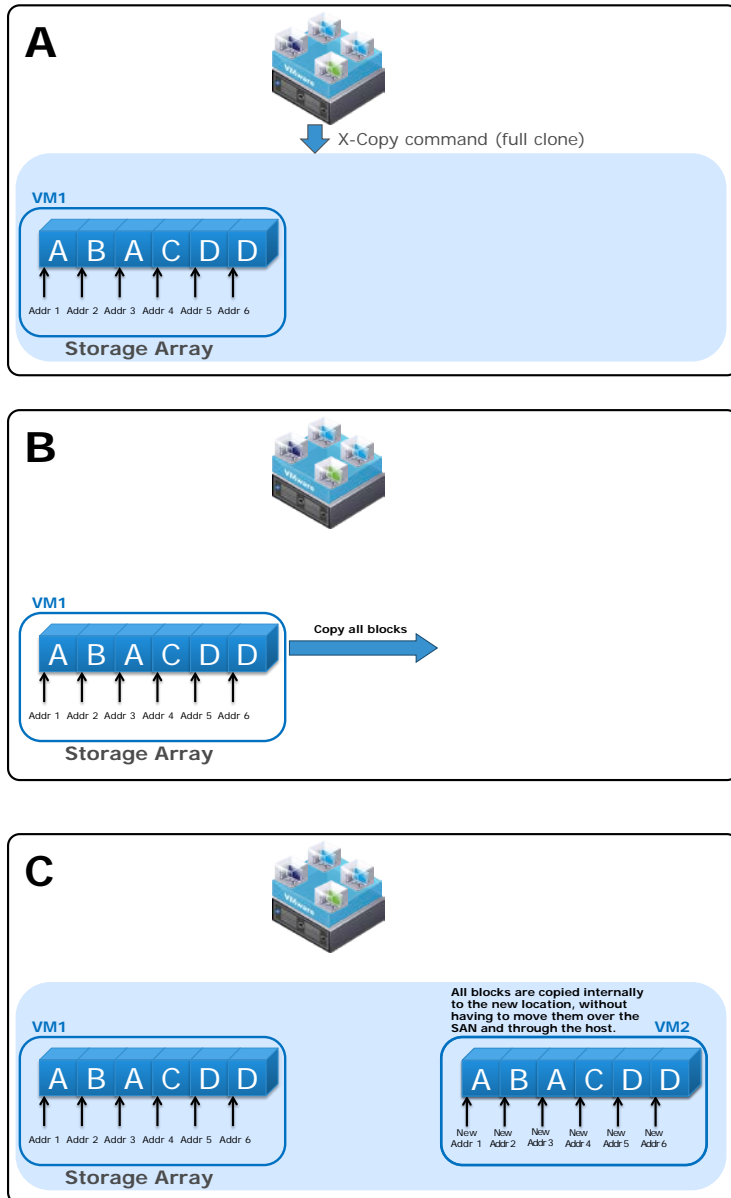 A
VMware
X-Copy command (full clone)
VM1
A B A C D D
Addr 1 Addr 2 Addr 3 Addr 4 Addr 5 Addr 6
Storage Array
B
VMware
VM1
Copy all blocks
A B A C D D
Addr 1 Addr 2 Addr 3 Addr 4 Addr 5 Addr 6
Storage Array
C
VMware
All blocks are copied internally
to the new location, without
having to move them over the
SAN and through the host.
VM1
VM2
A B A C D D
A B A C D D
Addr 1 Addr 2 Addr 3 Addr 4 Addr 5 Addr 6
New New New New New New
Addr 1 Addr 2 Addr 3 Addr 4 Addr 5 Addr 6
Storage Array